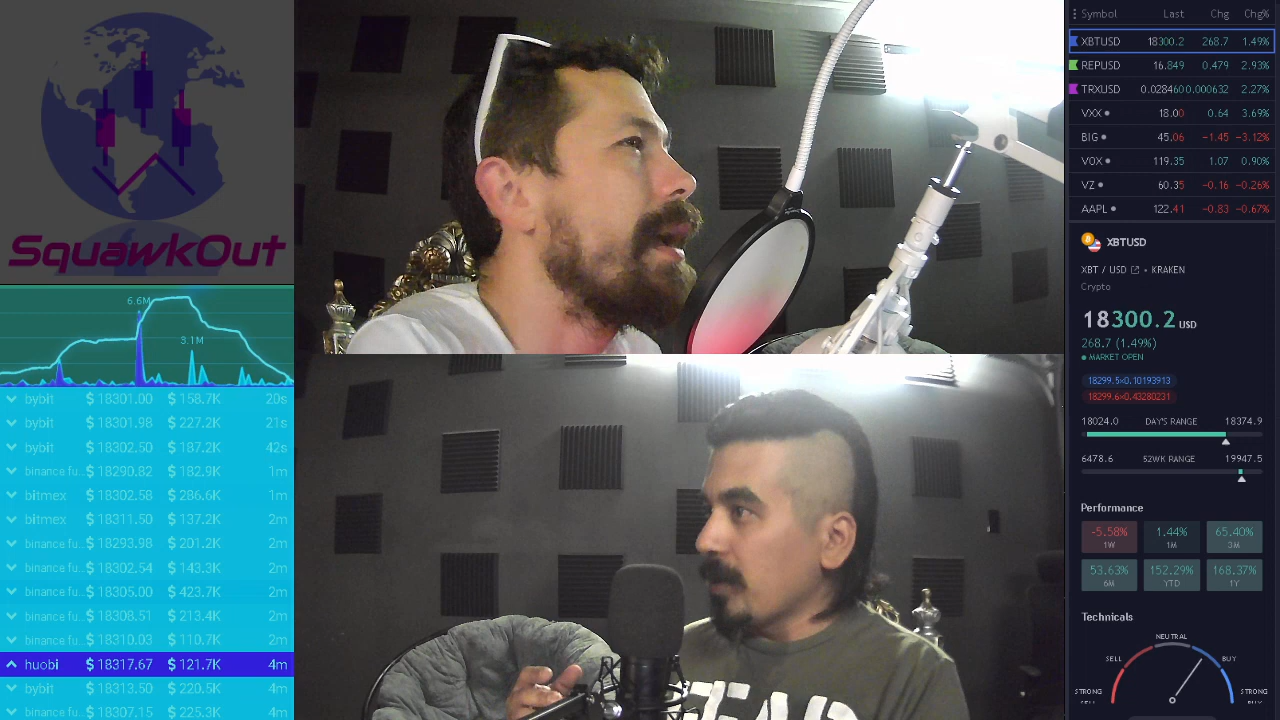 SquawkOut
6.6M
3.1M
bybit $ 18301.00 $ 158.7K 20s
bybit $ 18301.98 $ 227.2K 21s
bybit $ 18302.50 $ 187.2K 42s
binance fu.. $ 18290.82 $ 182.9K 1m
bitmex $ 18302.58 $ 286.6K 1m
bitmex $ 18311.50 $ 137.2K 2m
binance fu.. $ 18293.98 $ 201.2K 2m
binance fu.. $ 18302.54 $ 143.3K 2m
binance fu.. $ 18305.00 $ 423.7K 2m
binance fu.. $ 18308.51 $ 213.4K 2m
binance fu.. $ 18310.03 $ 110.7K 2m
huobi $ 18317.67 $ 121.7K 4m
bybit $ 18313.50 $ 220.5K 4m
binance fu.. $ 18307.15 $ 225.3K 4m
Symbol Last Chg Chg%
XBTUSD 18300.2 268.7 1.49%
REPUSD 16.849 0.479 2.93%
TRXUSD 0.0284600.000632 2.27%
VXX 18.00 0.64 3.69%
BIG 45.06 −1.45 −3.12%
VOX 119.35 1.07 0.90%
VZ 60.35 −0.16 −0.26%
AAPL 122.41 −0.83 −0.67%
XBTUSD
XBT / USD • KRAKEN
Crypto
18300.2 USD
268.7 (1.49%)
MARKET OPEN
18299.5×0.10193913
18299.6×0.43280231
18024.0 DAY'S RANGE 18374.9
6478.6 52WK RANGE 19947.5
Performance
-5.58% 1.44% 65.40%
1W 1M 3M
53.63% 152.29% 168.37%
6M YTD 1Y
Technicals
NEUTRAL
SELL BUY
STRONG STRONG